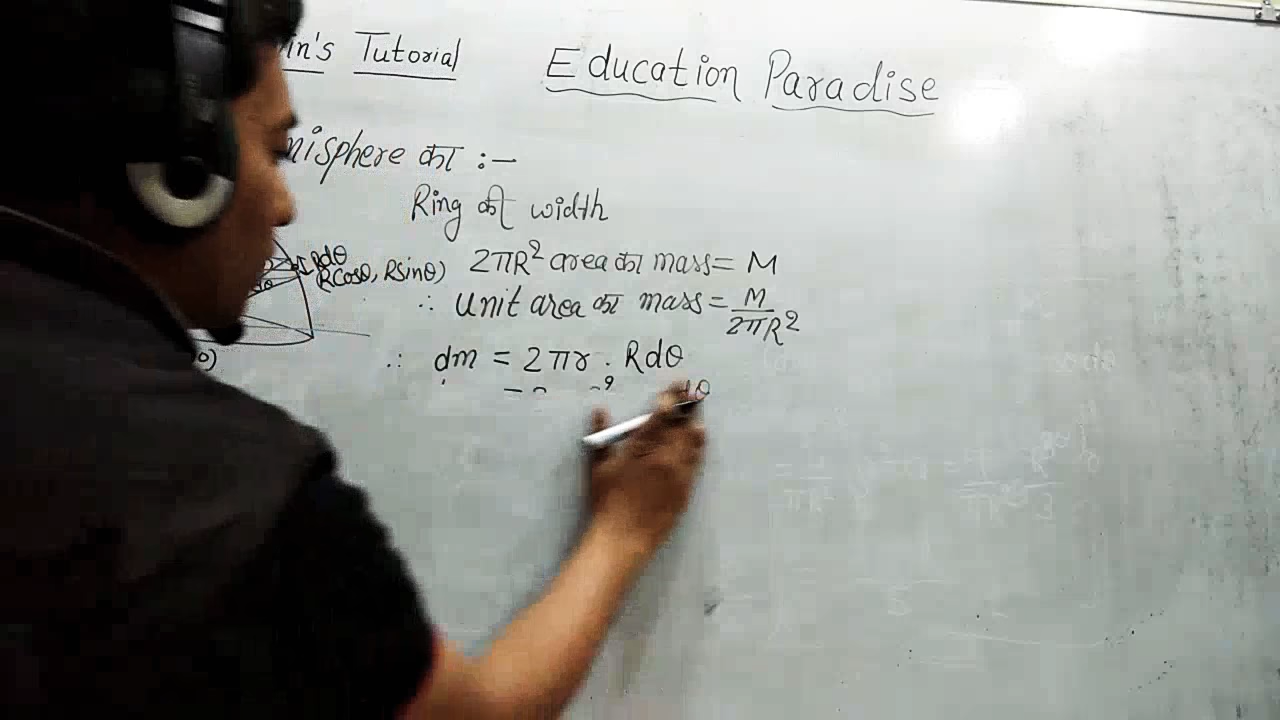 in's Tutorial
Education Paradise
misphere का :-
Ring की width
Rdθ
(RCosθ, Rsinθ)
2πR² area का mass = M
∴ Unit area का mass = M/2πR²
∴ dm = 2πr . Rdθ